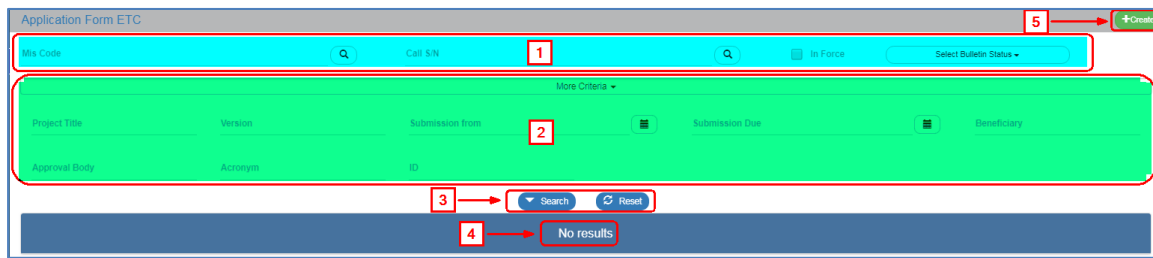 Application Form ETC
5
+Create
Mis Code
Call S/N
1
In Force
Select Bulletin Status
More Criteria
Project Title
Version
Submission from
2
Submission Due
Beneficiary
Approval Body
Acronym
ID
3
Search
Reset
4
No results